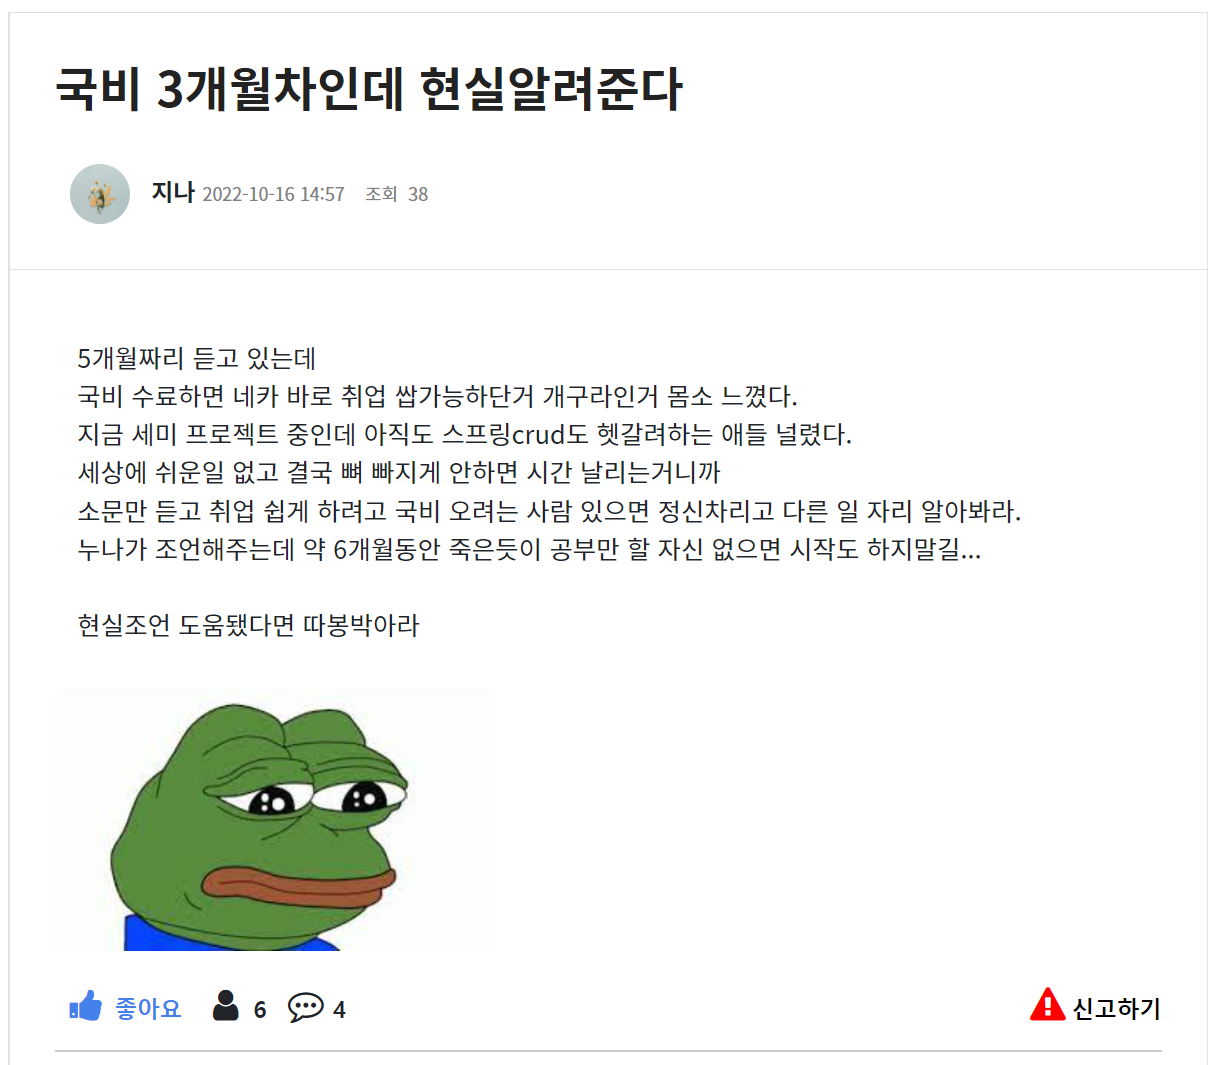 국비 3개월차인데 현실알려준다
지나 2022-10-16 14:57 조회 38
5개월짜리 듣고 있는데
국비 수료하면 네카 바로 취업 쌉가능하단거 개구라인거 몸소 느꼈다.
지금 세미 프로젝트 중인데 아직도 스프링crud도 헷갈려하는 애들 널렸다.
세상에 쉬운일 없고 결국 뼈 빠지게 안하면 시간 날리는거니까
소문만 듣고 취업 쉽게 하려고 국비 오려는 사람 있으면 정신차리고 다른 일 자리 알아봐라.
누나가 조언해주는데 약 6개월동안 죽은듯이 공부만 할 자신 없으면 시작도 하지말길...
현실조언 도움됐다면 따봉박아라
좋아요 6 4 신고하기